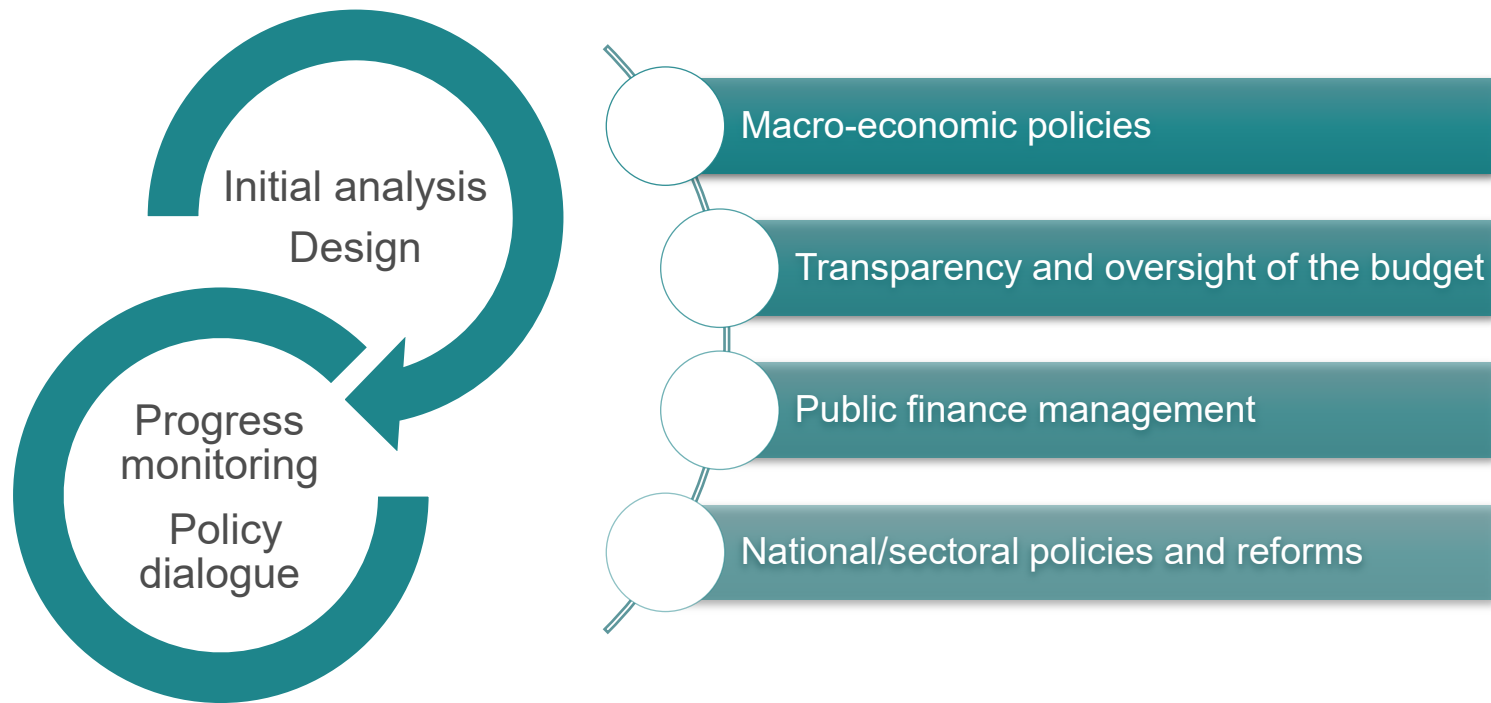 Initial analysis
Design
Progress
monitoring
Policy
dialogue
Macro-economic policies
Transparency and oversight of the budget
Public finance management
National/sectoral policies and reforms